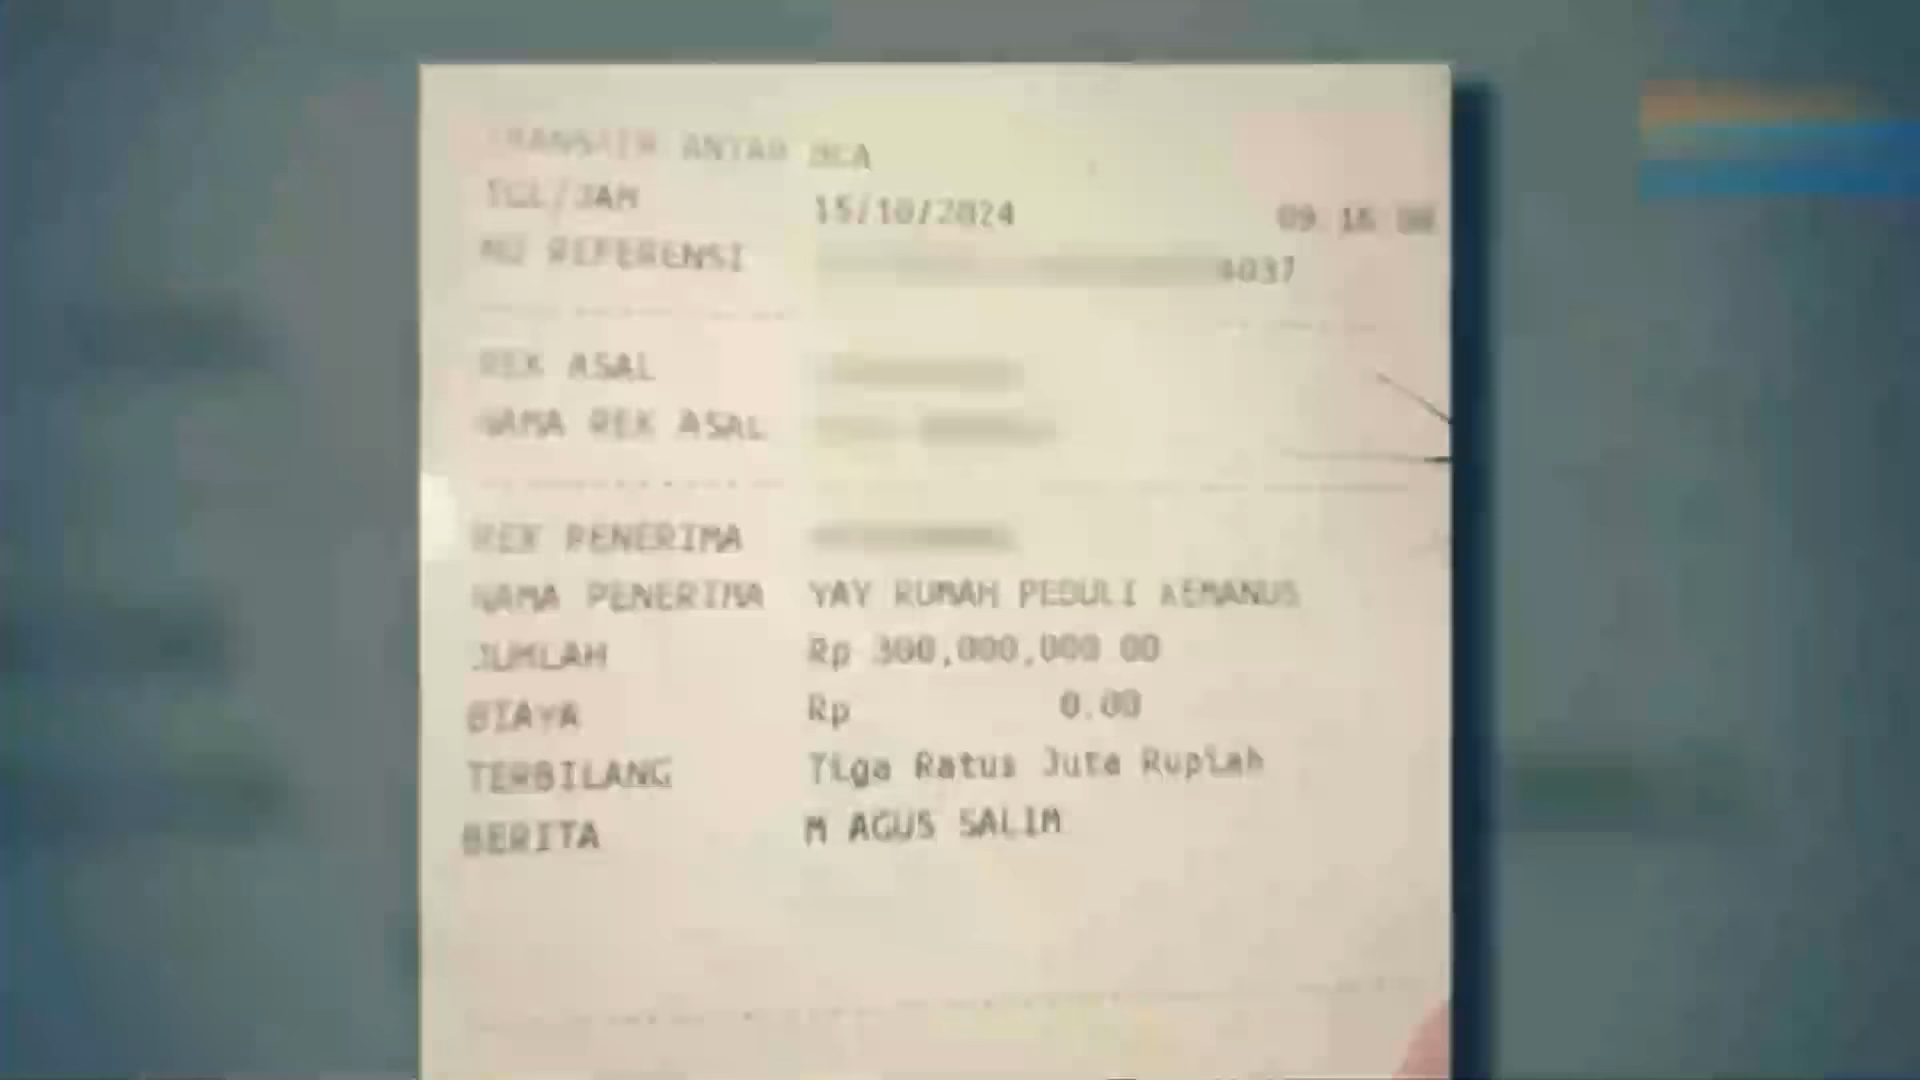 TRANSFER ANTAR BCA
TGL/JAM 15/10/2024 09 16
NO REFERENSI 4037
REK ASAL
NAMA REK ASAL
REK PENERIMA
NAMA PENERIMA YAY RUMAH PEDULI KEMANUS
JUMLAH Rp 300,000,000 00
BIAYA Rp 0.00
TERBILANG Tiga Ratus Juta Rupiah
BERITA M AGUS SALIM